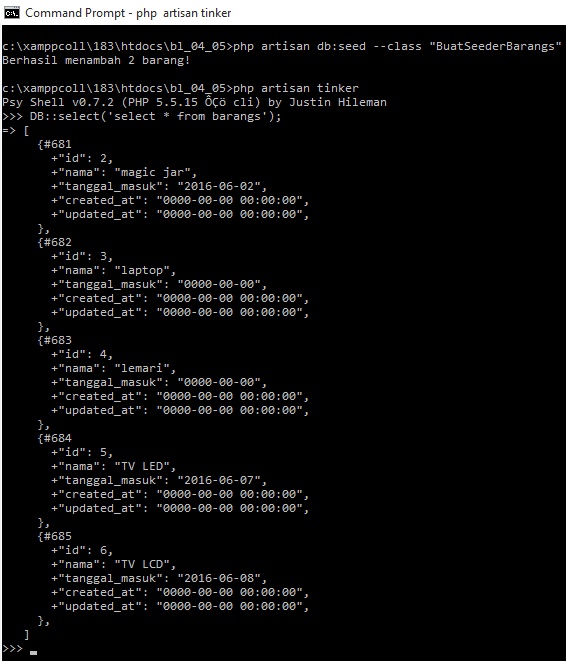 Command Prompt - php  artisan tinker
c:\xamppcoll\183\htdocs\bl_04_05>php artisan db:seed --class "BuatSeederBarangs"
Berhasil menambah 2 barang!
c:\xamppcoll\183\htdocs\bl_04_05>php artisan tinker
Psy Shell v0.7.2 (PHP 5.5.15 ÔÇö cli) by Justin Hileman
>>> DB::select('select * from barangs');
=> [
     {#681
       +"id": 2,
       +"nama": "magic jar",
       +"tanggal_masuk": "2016-06-02",
       +"created_at": "0000-00-00 00:00:00",
       +"updated_at": "0000-00-00 00:00:00",
     },
     {#682
       +"id": 3,
       +"nama": "laptop",
       +"tanggal_masuk": "0000-00-00",
       +"created_at": "0000-00-00 00:00:00",
       +"updated_at": "0000-00-00 00:00:00",
     },
     {#683
       +"id": 4,
       +"nama": "lemari",
       +"tanggal_masuk": "0000-00-00",
       +"created_at": "0000-00-00 00:00:00",
       +"updated_at": "0000-00-00 00:00:00",
     },
     {#684
       +"id": 5,
       +"nama": "TV LED",
       +"tanggal_masuk": "2016-06-07",
       +"created_at": "0000-00-00 00:00:00",
       +"updated_at": "0000-00-00 00:00:00",
     },
     {#685
       +"id": 6,
       +"nama": "TV LCD",
       +"tanggal_masuk": "2016-06-08",
       +"created_at": "0000-00-00 00:00:00",
       +"updated_at": "0000-00-00 00:00:00",
     },
   ]
>>> _